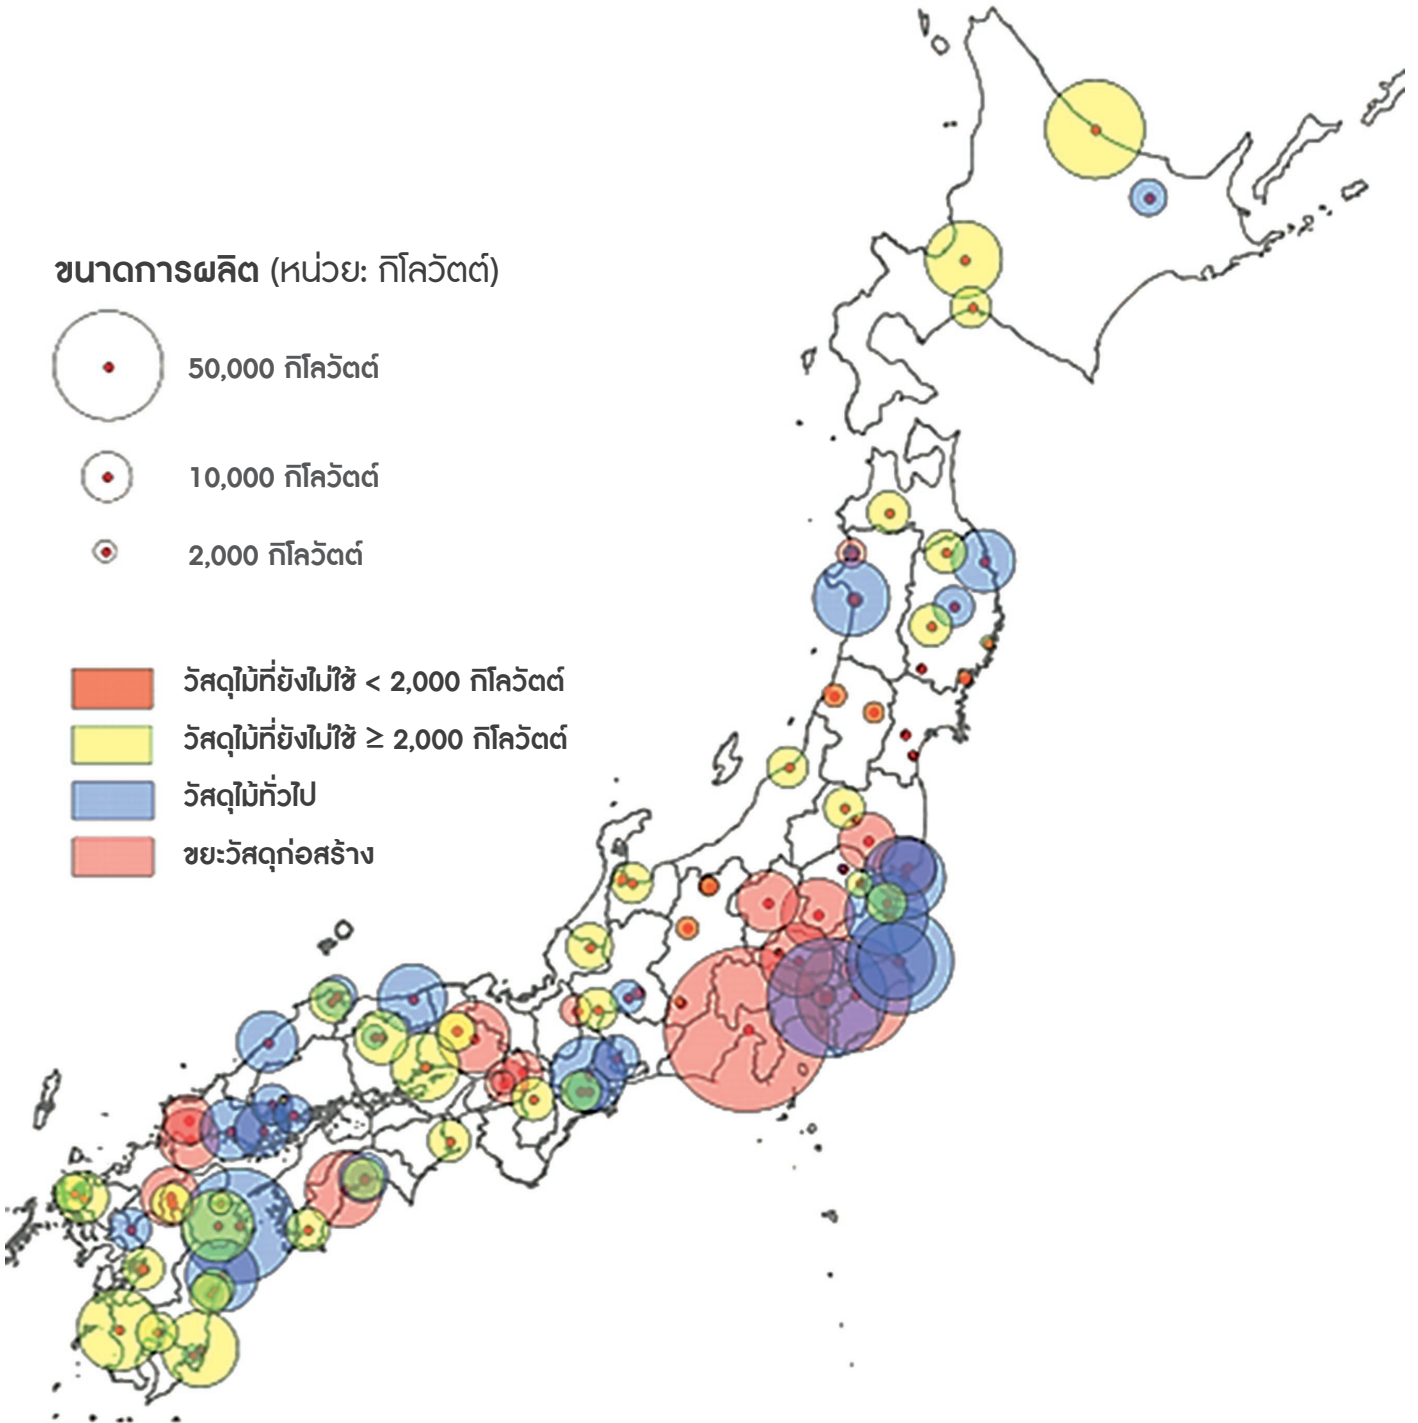 ขนาดการผลิต (หน่วย: กิโลวัตต์)
50,000 กิโลวัตต์
10,000 กิโลวัตต์
2,000 กิโลวัตต์
วัสดุไม้ที่ยังไม่ใช้ < 2,000 กิโลวัตต์
วัสดุไม้ที่ยังไม่ใช้ ≥ 2,000 กิโลวัตต์
วัสดุไม้ทั่วไป
ขยะวัสดุก่อสร้าง